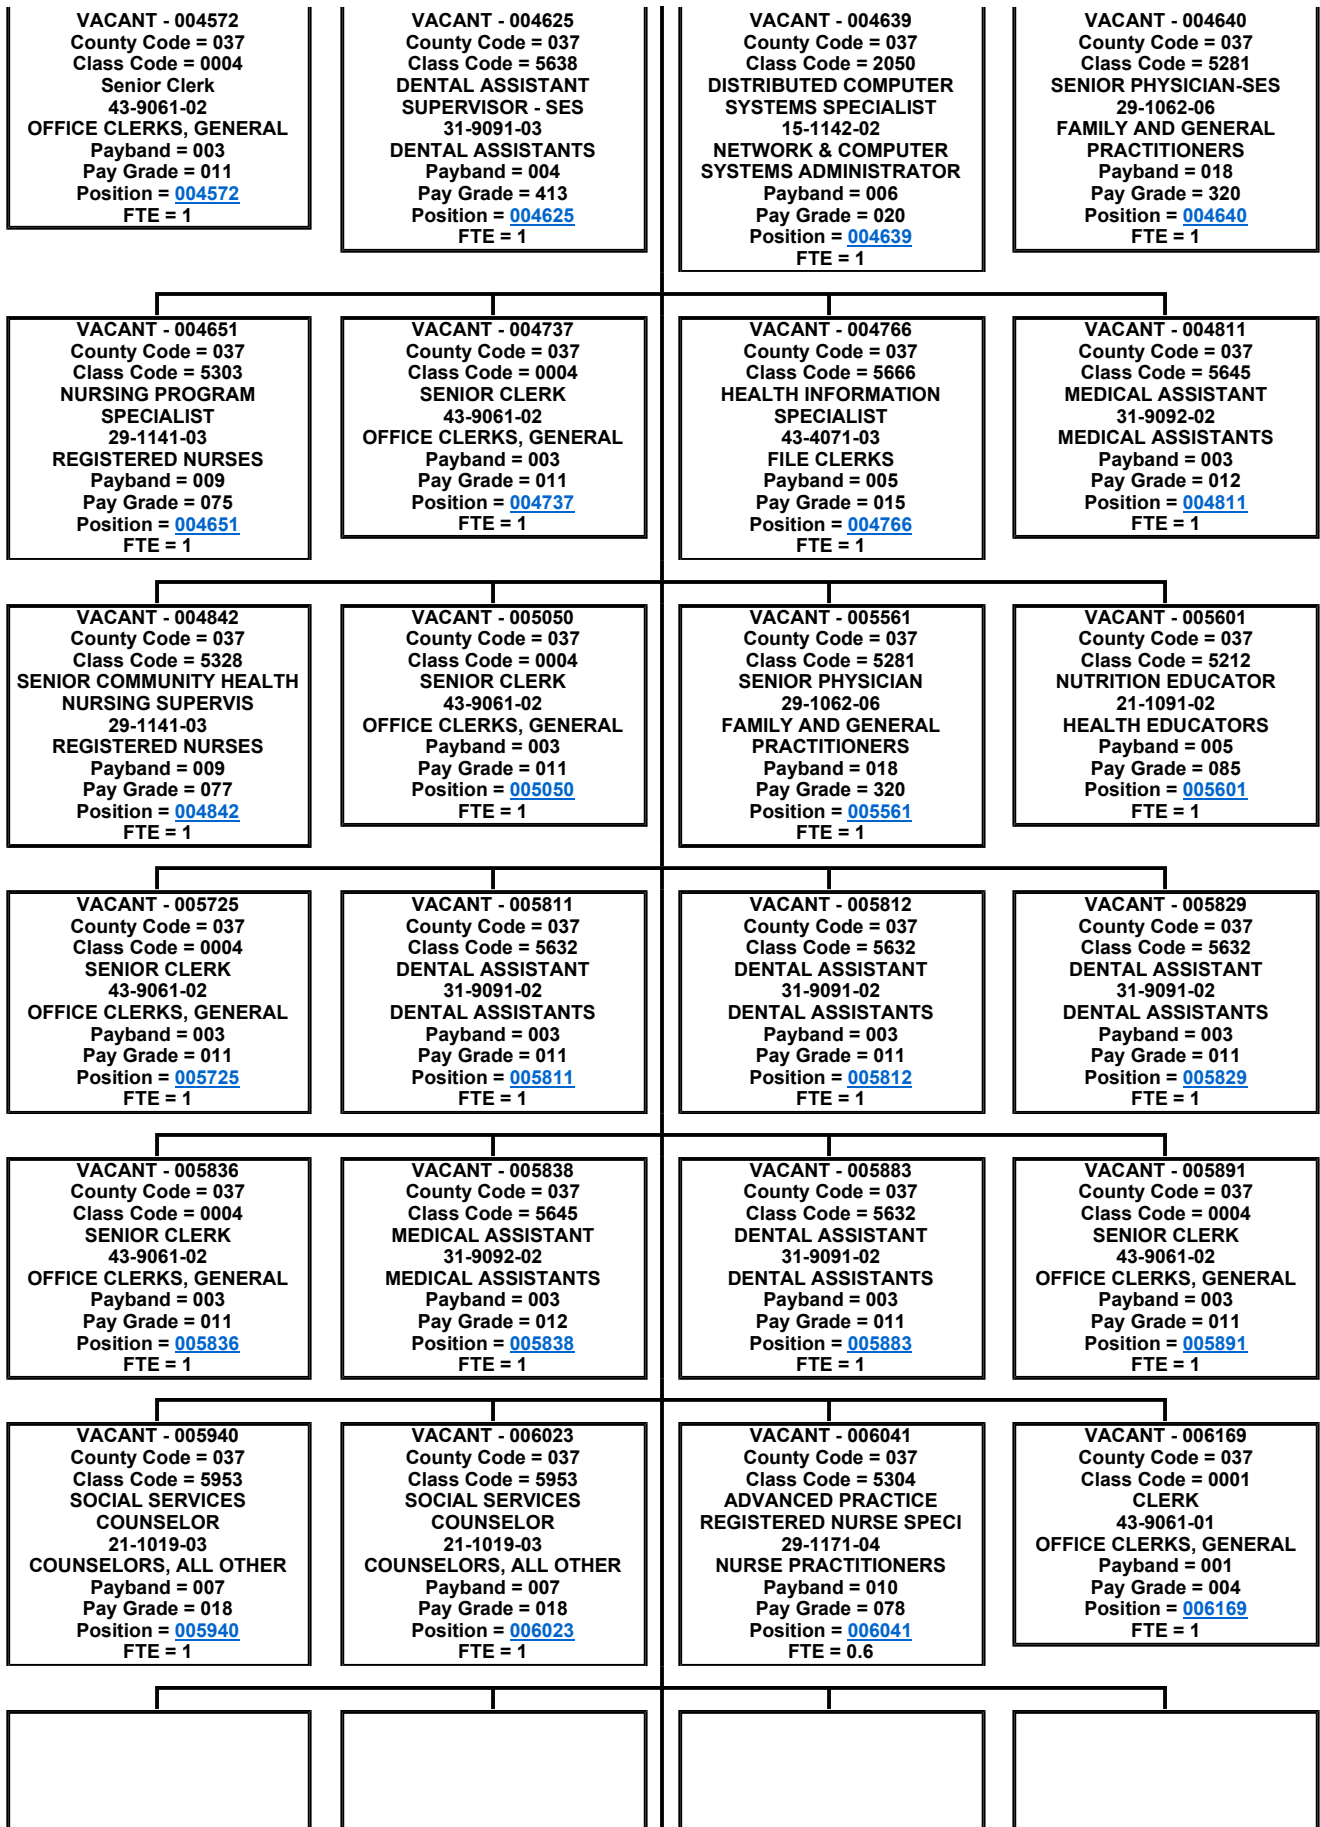 VACANT - 004572
County Code = 037
Class Code = 0004
Senior Clerk
43-9061-02
OFFICE CLERKS, GENERAL
Payband = 003
Pay Grade = 011
Position = 004572
FTE = 1
VACANT - 004625
County Code = 037
Class Code = 5638
DENTAL ASSISTANT
SUPERVISOR - SES
31-9091-03
DENTAL ASSISTANTS
Payband = 004
Pay Grade = 413
Position = 004625
FTE = 1
VACANT - 004639
County Code = 037
Class Code = 2050
DISTRIBUTED COMPUTER
SYSTEMS SPECIALIST
15-1142-02
NETWORK & COMPUTER
SYSTEMS ADMINISTRATOR
Payband = 006
Pay Grade = 020
Position = 004639
FTE = 1
VACANT - 004640
County Code = 037
Class Code = 5281
SENIOR PHYSICIAN-SES
29-1062-06
FAMILY AND GENERAL
PRACTITIONERS
Payband = 018
Pay Grade = 320
Position = 004640
FTE = 1
VACANT - 004651
County Code = 037
Class Code = 5303
NURSING PROGRAM
SPECIALIST
29-1141-03
REGISTERED NURSES
Payband = 009
Pay Grade = 075
Position = 004651
FTE = 1
VACANT - 004737
County Code = 037
Class Code = 0004
SENIOR CLERK
43-9061-02
OFFICE CLERKS, GENERAL
Payband = 003
Pay Grade = 011
Position = 004737
FTE = 1
VACANT - 004766
County Code = 037
Class Code = 5666
HEALTH INFORMATION
SPECIALIST
43-4071-03
FILE CLERKS
Payband = 005
Pay Grade = 015
Position = 004766
FTE = 1
VACANT - 004811
County Code = 037
Class Code = 5645
MEDICAL ASSISTANT
31-9092-02
MEDICAL ASSISTANTS
Payband = 003
Pay Grade = 012
Position = 004811
FTE = 1
VACANT - 004842
County Code = 037
Class Code = 5328
SENIOR COMMUNITY HEALTH
NURSING SUPERVIS
29-1141-03
REGISTERED NURSES
Payband = 009
Pay Grade = 077
Position = 004842
FTE = 1
VACANT - 005050
County Code = 037
Class Code = 0004
SENIOR CLERK
43-9061-02
OFFICE CLERKS, GENERAL
Payband = 003
Pay Grade = 011
Position = 005050
FTE = 1
VACANT - 005561
County Code = 037
Class Code = 5281
SENIOR PHYSICIAN
29-1062-06
FAMILY AND GENERAL
PRACTITIONERS
Payband = 018
Pay Grade = 320
Position = 005561
FTE = 1
VACANT - 005601
County Code = 037
Class Code = 5212
NUTRITION EDUCATOR
21-1091-02
HEALTH EDUCATORS
Payband = 005
Pay Grade = 085
Position = 005601
FTE = 1
VACANT - 005725
County Code = 037
Class Code = 0004
SENIOR CLERK
43-9061-02
OFFICE CLERKS, GENERAL
Payband = 003
Pay Grade = 011
Position = 005725
FTE = 1
VACANT - 005811
County Code = 037
Class Code = 5632
DENTAL ASSISTANT
31-9091-02
DENTAL ASSISTANTS
Payband = 003
Pay Grade = 011
Position = 005811
FTE = 1
VACANT - 005812
County Code = 037
Class Code = 5632
DENTAL ASSISTANT
31-9091-02
DENTAL ASSISTANTS
Payband = 003
Pay Grade = 011
Position = 005812
FTE = 1
VACANT - 005829
County Code = 037
Class Code = 5632
DENTAL ASSISTANT
31-9091-02
DENTAL ASSISTANTS
Payband = 003
Pay Grade = 011
Position = 005829
FTE = 1
VACANT - 005836
County Code = 037
Class Code = 0004
SENIOR CLERK
43-9061-02
OFFICE CLERKS, GENERAL
Payband = 003
Pay Grade = 011
Position = 005836
FTE = 1
VACANT - 005838
County Code = 037
Class Code = 5645
MEDICAL ASSISTANT
31-9092-02
MEDICAL ASSISTANTS
Payband = 003
Pay Grade = 012
Position = 005838
FTE = 1
VACANT - 005883
County Code = 037
Class Code = 5632
DENTAL ASSISTANT
31-9091-02
DENTAL ASSISTANTS
Payband = 003
Pay Grade = 011
Position = 005883
FTE = 1
VACANT - 005891
County Code = 037
Class Code = 0004
SENIOR CLERK
43-9061-02
OFFICE CLERKS, GENERAL
Payband = 003
Pay Grade = 011
Position = 005891
FTE = 1
VACANT - 005940
County Code = 037
Class Code = 5953
SOCIAL SERVICES
COUNSELOR
21-1019-03
COUNSELORS, ALL OTHER
Payband = 007
Pay Grade = 018
Position = 005940
FTE = 1
VACANT - 006023
County Code = 037
Class Code = 5953
SOCIAL SERVICES
COUNSELOR
21-1019-03
COUNSELORS, ALL OTHER
Payband = 007
Pay Grade = 018
Position = 006023
FTE = 1
VACANT - 006041
County Code = 037
Class Code = 5304
ADVANCED PRACTICE
REGISTERED NURSE SPECI
29-1171-04
NURSE PRACTITIONERS
Payband = 010
Pay Grade = 078
Position = 006041
FTE = 0.6
VACANT - 006169
County Code = 037
Class Code = 0001
CLERK
43-9061-01
OFFICE CLERKS, GENERAL
Payband = 001
Pay Grade = 004
Position = 006169
FTE = 1